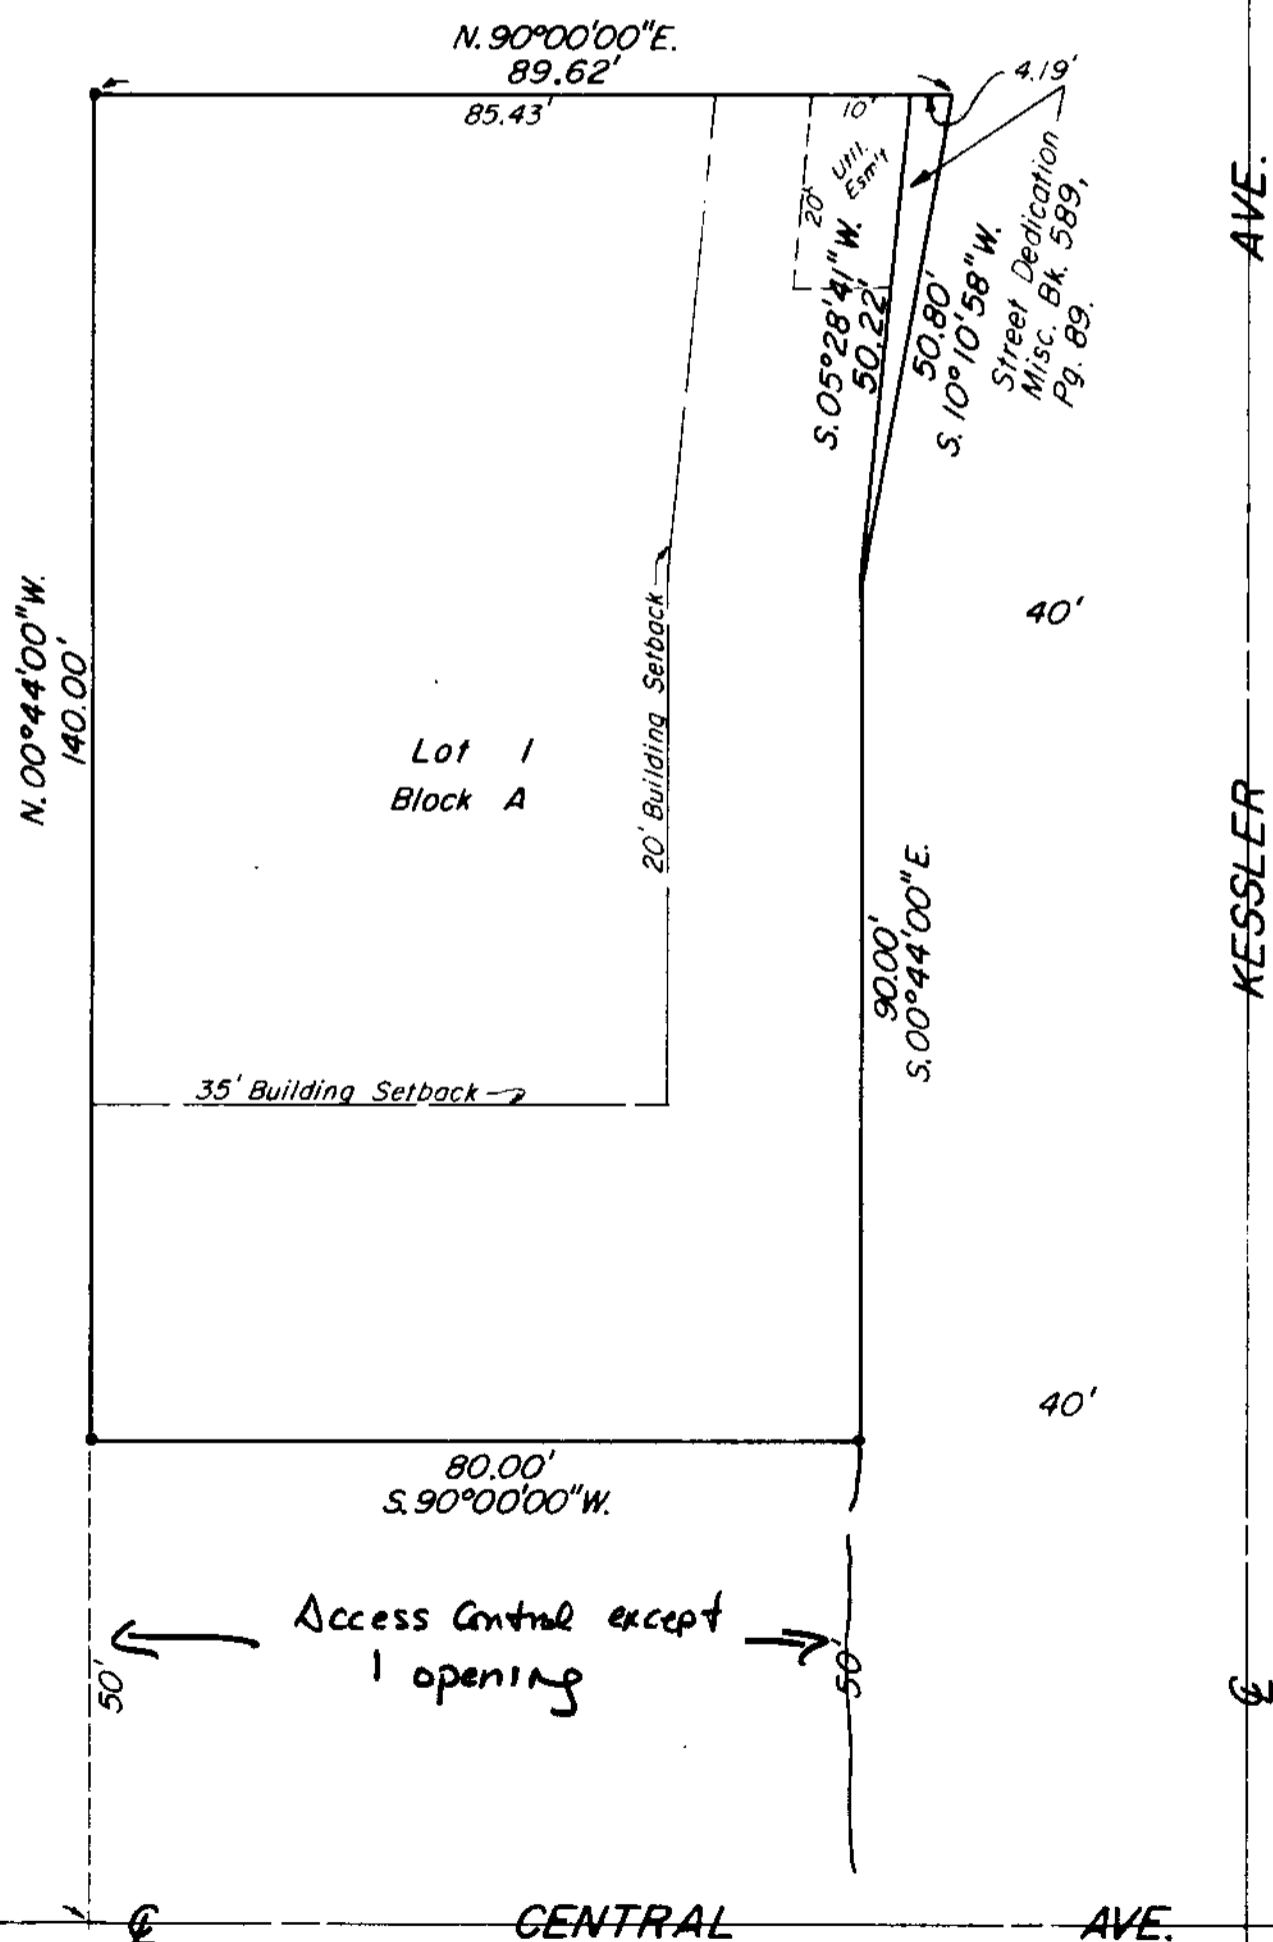 N. 90°00'00"E.
89.62'
85.43'
4.19'
10'
20'
Util.
Esm't
S. 05°28'41"W.
50.22'
50.80'
S. 10°10'58"W.
Street Dedication
Misc. Bk. 589,
Pg. 89.
AVE.
KESSLER
40'
N. 00°44'00"W.
140.00'
20' Building Setback
Lot 1
Block A
90.00'
S. 00°44'00"E.
35' Building Setback
40'
80.00'
S. 90°00'00"W.
Access Control except
1 opening
50'
50'
℄
℄ CENTRAL AVE.